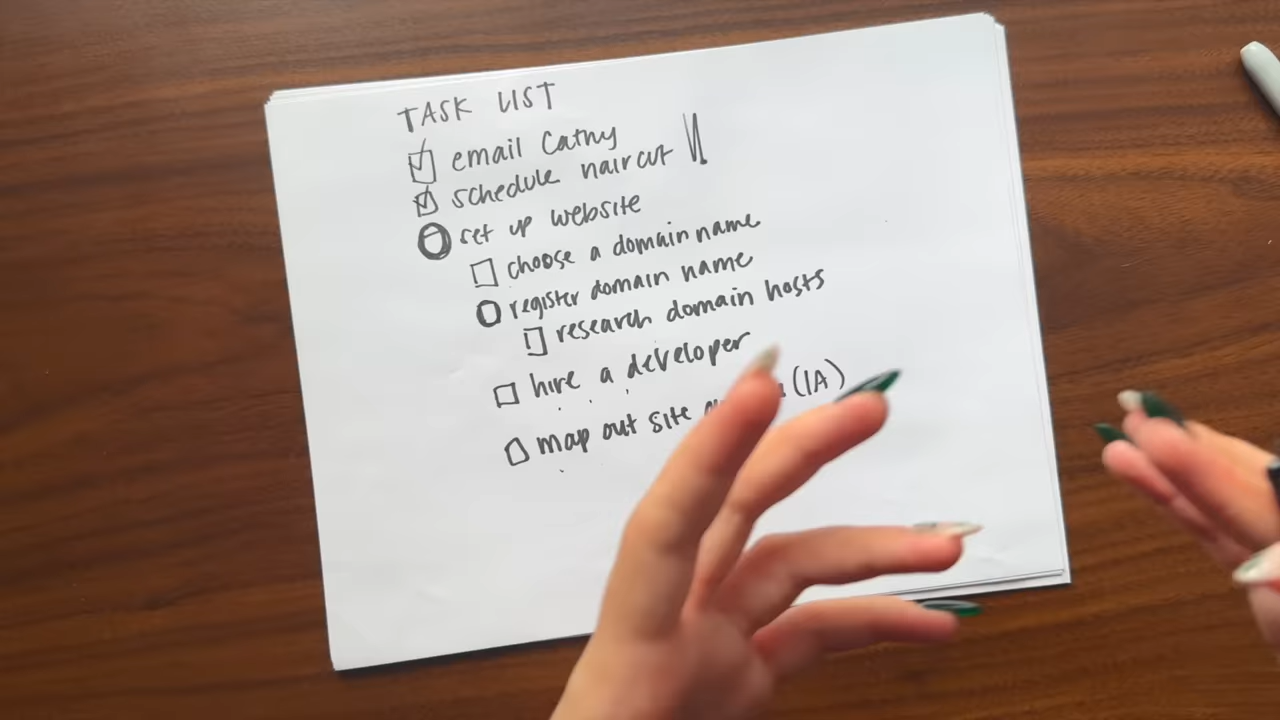 TASK LIST
email Cathy
schedule haircut
set up website
choose a domain name
register domain name
research domain hosts
hire a developer
map out site (IA)